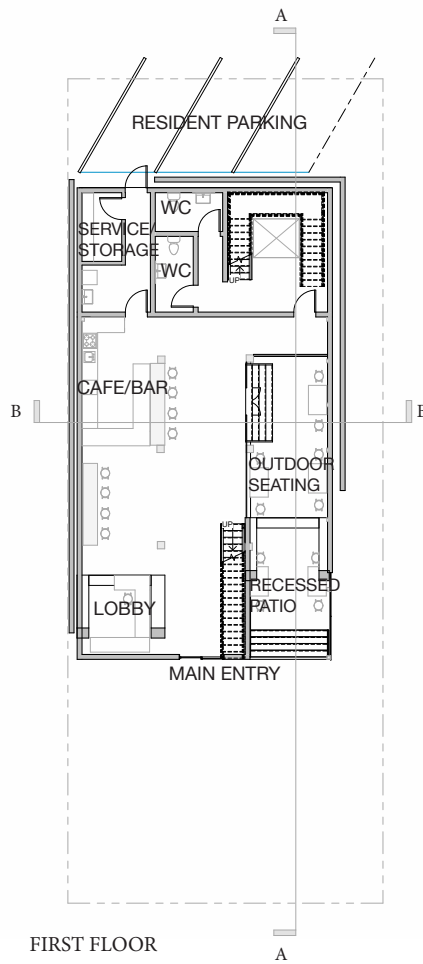 A
RESIDENT PARKING
WC
SERVICE/
STORAGE
WC
UP
CAFE/BAR
B
B
OUTDOOR
SEATING
UP
RECESSED
PATIO
LOBBY
MAIN ENTRY
FIRST FLOOR
A